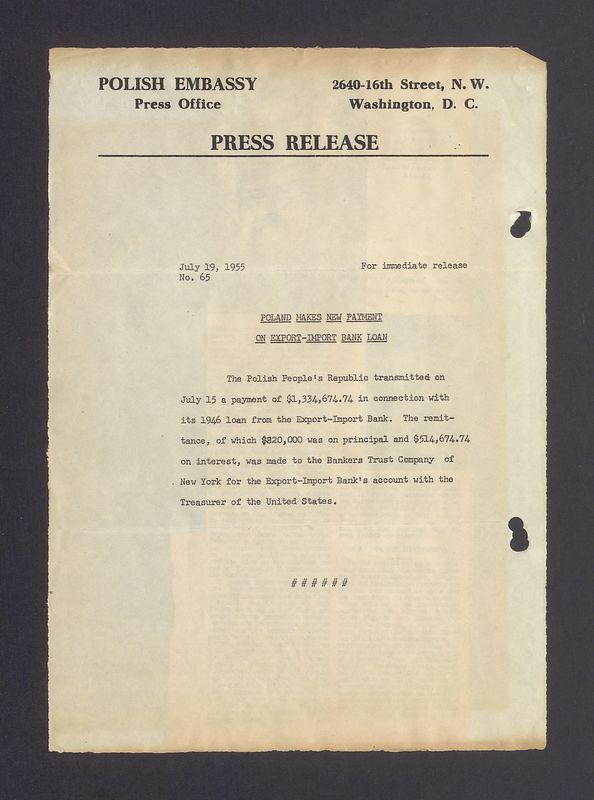 POLISH EMBASSY
Press Office
2640-16th Street, N. W.
Washington, D. C.
PRESS RELEASE
July 19, 1955
For immediate release
No. 65
POLAND MAKES NEW PAYMENT
ON EXPORT-IMPORT BANK LOAN
The Polish People's Republic transmitted on
July 15 a payment of $1,334,674.74 in connection with
its 1946 loan from the Export-Import Bank. The remit-
tance, of which $820,000 was on principal and $514,674.74
on interest, was made to the Bankers Trust Company of
New York for the Export-Import Bank's account with the
Treasurer of the United States.
# # # # # #